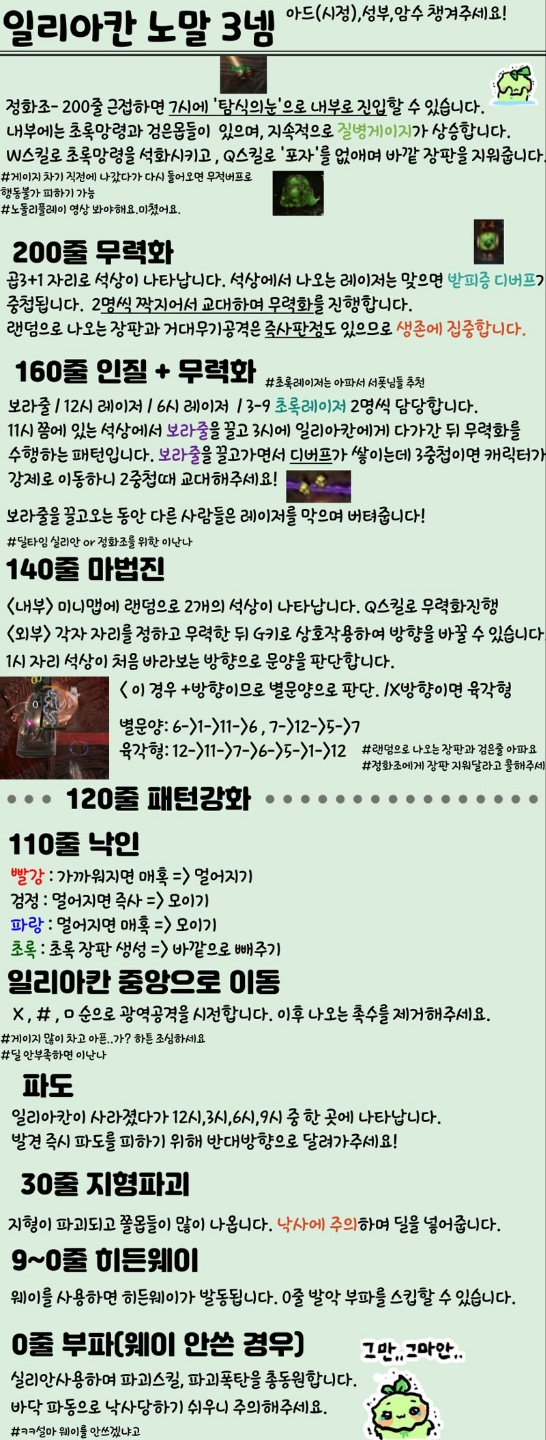 일리아칸 노말 3넴 아드(시정),성부,암수 챙겨주세요!
정화조- 200줄 근접하면 7시에 '탐식의눈'으로 내부로 진입할 수 있습니다.
내부에는 초록망령과 검은몹들이 있으며, 지속적으로 질병게이지가 상승합니다.
W스킬로 초록망령을 석화시키고, Q스킬로 '포자'를 없애며 바깥 장판을 지워줍니다.
#게이지 차기 직전에 나갔다가 다시 들어오면 무적버프로
행동불가 피하기 가능
#노돌리플레이 영상 봐야해요.미쳤어요.
200줄 무력화
곱3+1 자리로 석상이 나타납니다. 석상에서 나오는 레이저는 맞으면 받피증 디버프가
중첩됩니다. 2명씩 짝지어서 교대하며 무력화를 진행합니다.
랜덤으로 나오는 장판과 거대무기공격은 즉사판정도 있으므로 생존에 집중합니다.
160줄 인질 + 무력화 #초록레이저는 아파서 서폿님들 추천
보라줄 / 12시 레이저 / 6시 레이저 / 3-9 초록레이저 2명씩 담당합니다.
11시 쯤에 있는 석상에서 보라줄을 끌고 3시에 일리아칸에게 다가간 뒤 무력화를
수행하는 패턴입니다. 보라줄을 끌고가면서 디버프가 쌓이는데 3중첩이면 캐릭터가
강제로 이동하니 2중첩때 교대해주세요!
보라줄을 끌고오는 동안 다른 사람들은 레이저를 막으며 버텨줍니다!
#딜타임 실리안 or 정화조를 위한 이난나
140줄 마법진
<내부> 미니맵에 랜덤으로 2개의 석상이 나타납니다. Q스킬로 무력화진행
<외부> 각자 자리를 정하고 무력한 뒤 G키로 상호작용하여 방향을 바꿀 수 있습니다
1시 자리 석상이 처음 바라보는 방향으로 문양을 판단합니다.
< 이 경우 +방향이므로 별문양으로 판단. /X방향이면 육각형
별문양: 6->1->11->6 , 7->12->5->7
육각형: 12->11->7->6->5->1->12 #랜덤으로 나오는 장판과 검은줄 아파요
#정화조에게 장판 지워달라고 콜해주세
120줄 패턴강화
110줄 낙인
빨강 : 가까워지면 매혹 => 멀어지기
검정 : 멀어지면 즉사 => 모이기
파랑 : 멀어지면 매혹 => 모이기
초록 : 초록 장판 생성 => 바깥으로 빼주기
일리아칸 중앙으로 이동
X , # , ㅁ 순으로 광역공격을 시전합니다. 이후 나오는 촉수를 제거해주세요.
#게이지 많이 차고 아픈..가? 하튼 조심하세요
#딜 안부족하면 이난나
파도
일리아칸이 사라졌다가 12시,3시,6시,9시 중 한 곳에 나타납니다.
발견 즉시 파도를 피하기 위해 반대방향으로 달려가주세요!
30줄 지형파괴
지형이 파괴되고 쫄몹들이 많이 나옵니다. 낙사에 주의하며 딜을 넣어줍니다.
9~0줄 히든웨이
웨이를 사용하면 히든웨이가 발동됩니다. 0줄 발악 부파를 스킵할 수 있습니다.
0줄 부파(웨이 안쓴 경우)
그만,,그마안,.
실리안사용하며 파괴스킬, 파괴폭탄을 총동원합니다.
바닥 파동으로 낙사당하기 쉬우니 주의해주세요.
#ㅋㅋ설마 웨이를 안쓰겠냐고